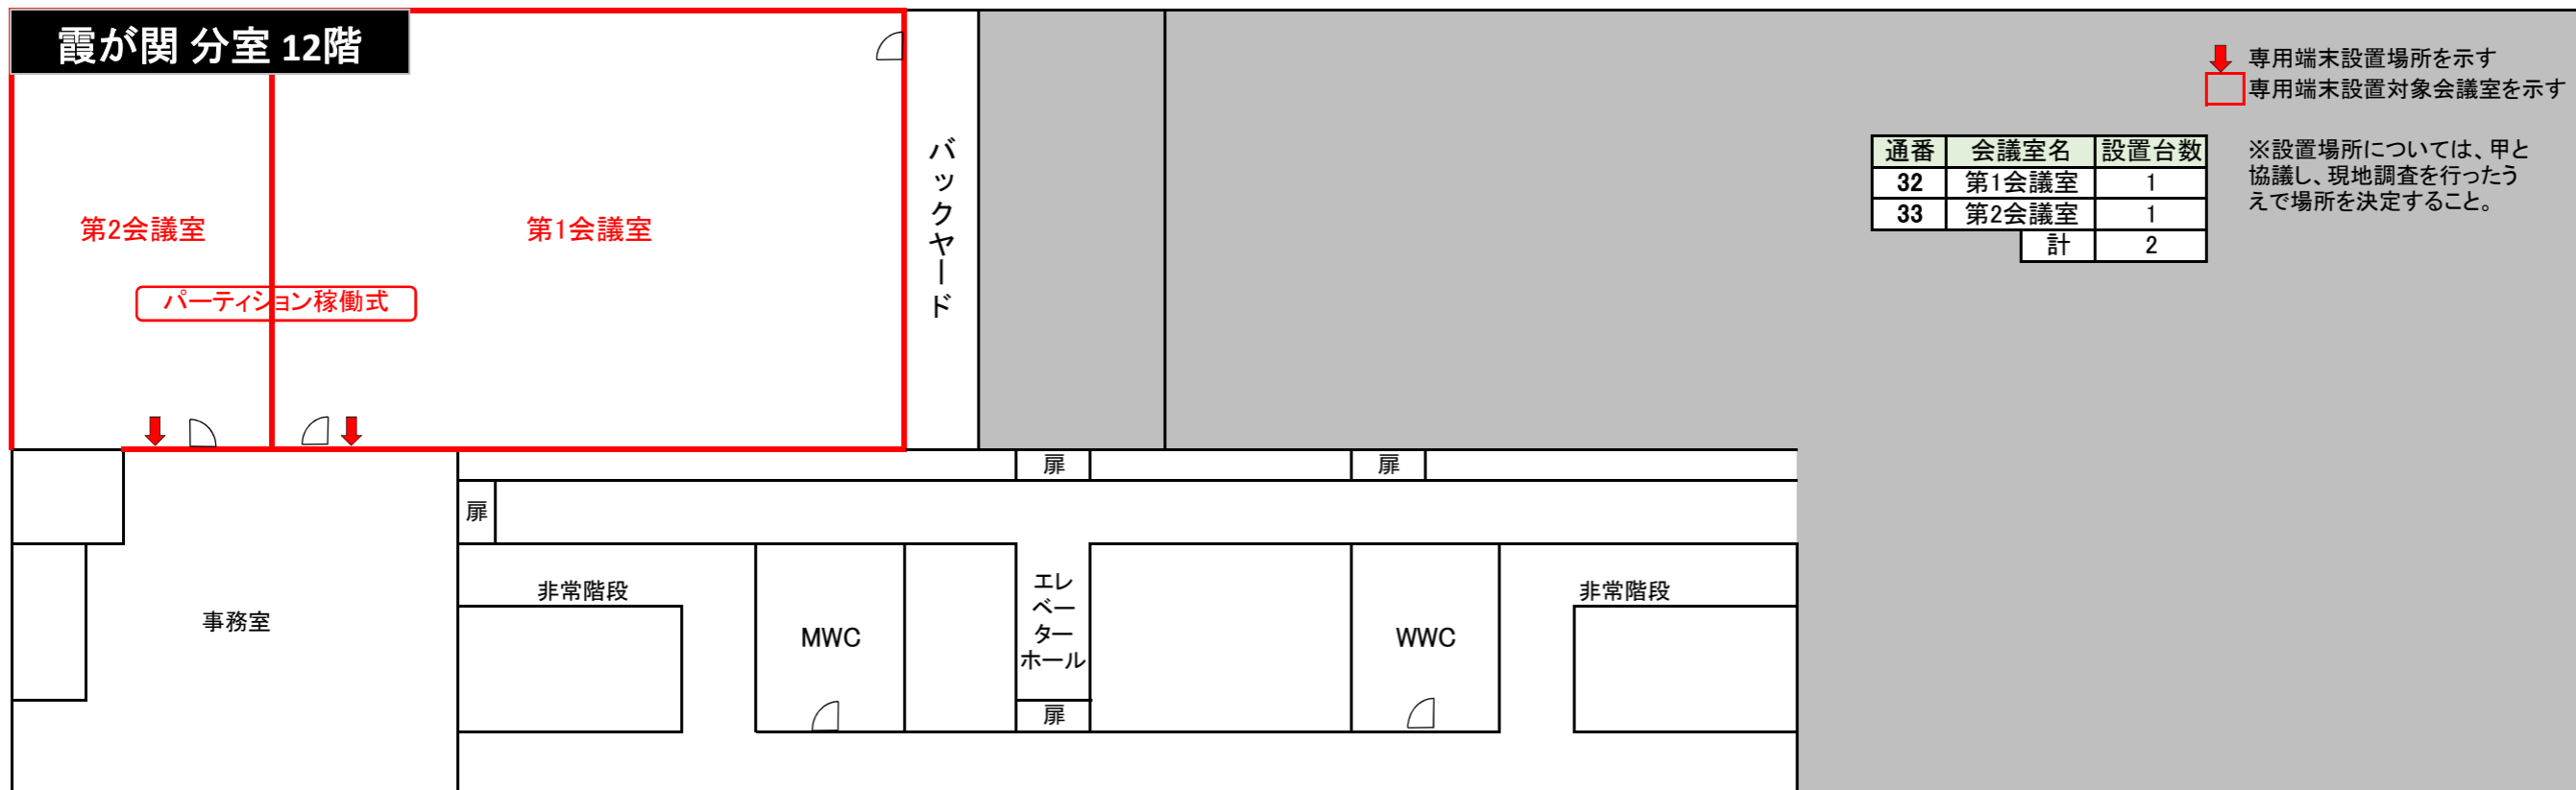 霞が関 分室 12階
専用端末設置場所を示す
専用端末設置対象会議室を示す
通番 会議室名 設置台数
32 第1会議室 1
33 第2会議室 1
計 2
※設置場所については、甲と
協議し、現地調査を行ったう
えで場所を決定すること。
第2会議室
第1会議室
パーティション稼働式
バックヤード
扉
扉
扉
事務室
非常階段
MWC
エレ
ベー
ター
ホール
扉
WWC
非常階段